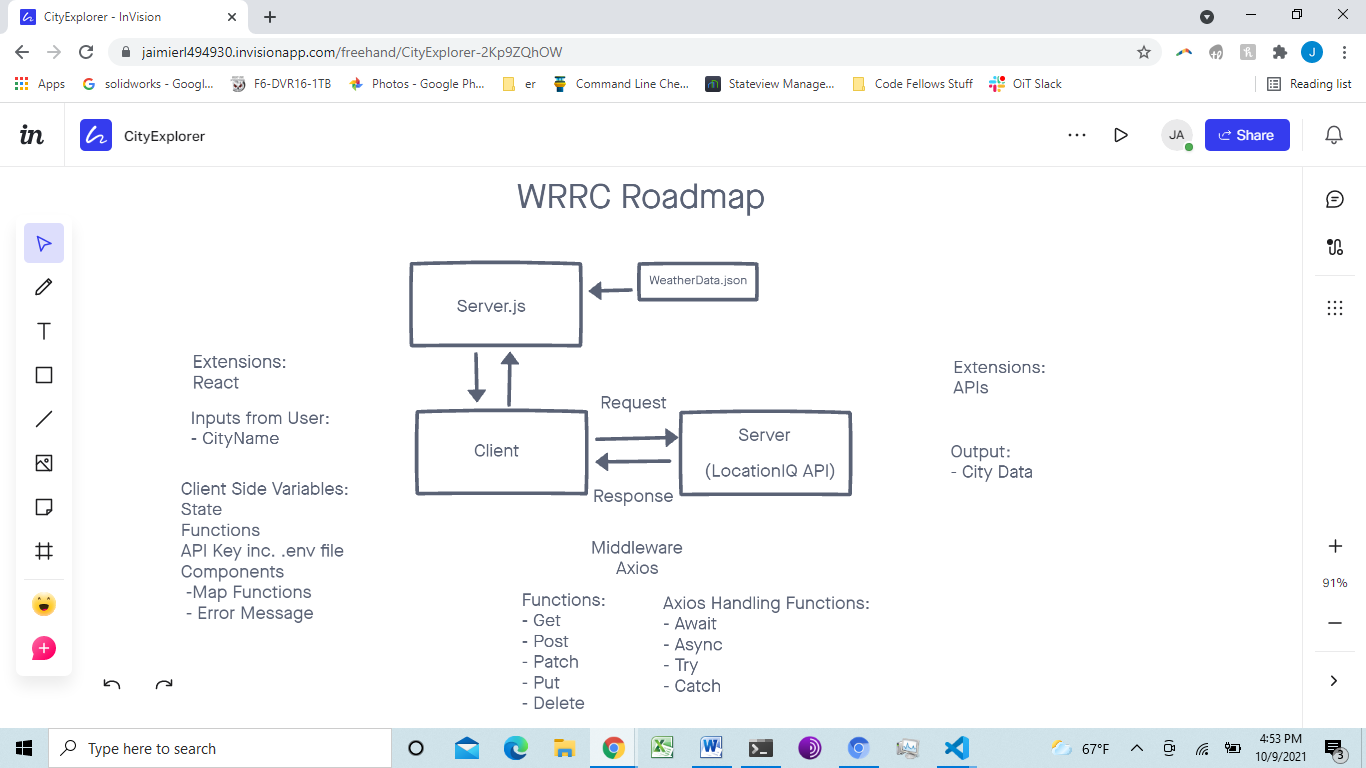 CityExplorer - InVision
jaimierl494930.invisionapp.com/freehand/CityExplorer-2Kp9ZQhOW
J
Apps
solidworks - Googl...
F6-DVR16-1TB
Photos - Google Ph...
er
Command Line Che...
Stateview Manage...
Code Fellows Stuff
OiT Slack
Reading list
in
CityExplorer
JA
Share
WRRC Roadmap
Server.js
WeatherData.json
Extensions:
React
Inputs from User:
- CityName
Client Side Variables:
State
Functions
API Key inc. .env file
Components
-Map Functions
- Error Message
Client
Request
Response
Server
(LocationIQ API)
Extensions:
APIs
Output:
- City Data
Middleware
Axios
Functions:
- Get
- Post
- Patch
- Put
- Delete
Axios Handling Functions:
- Await
- Async
- Try
- Catch
T
91%
Type here to search
67°F
4:53 PM
10/9/2021
3